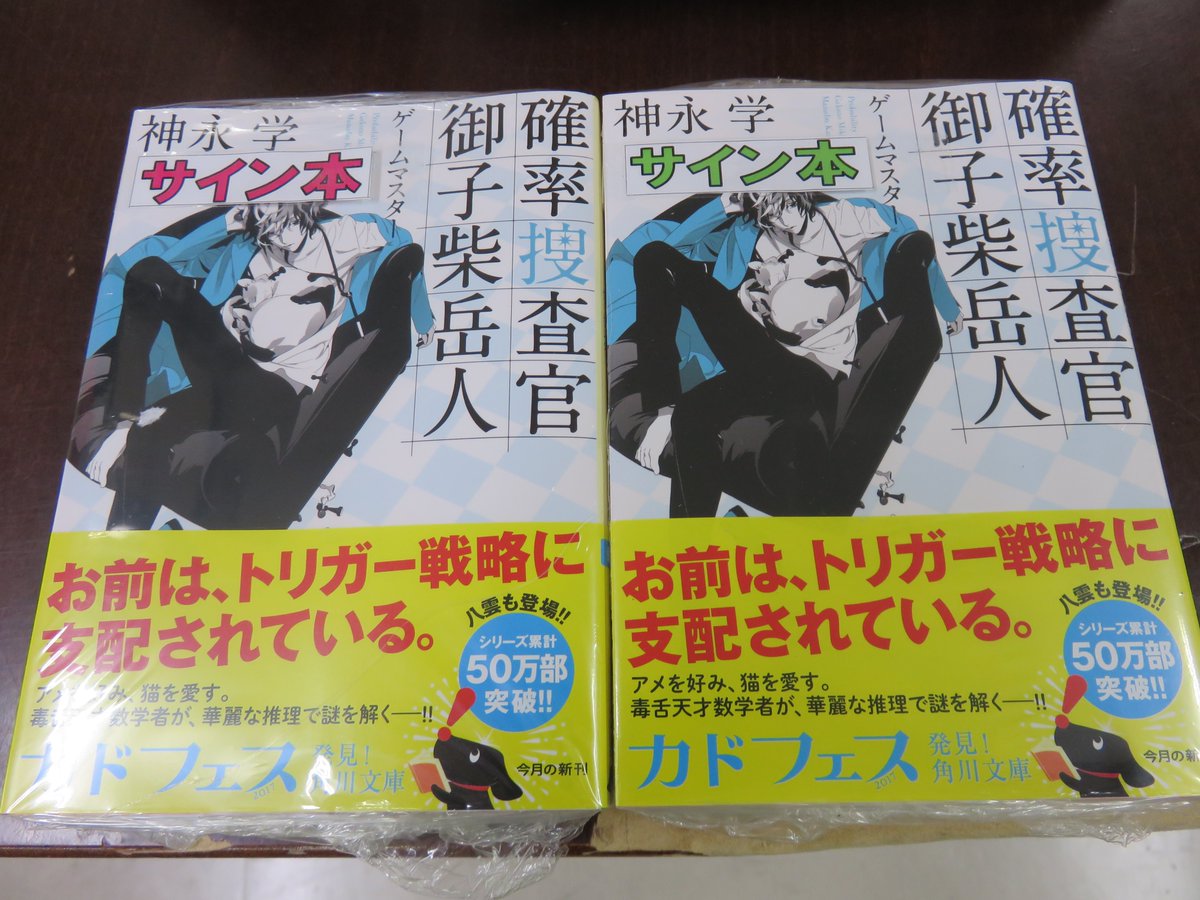 神永 学
サイン本
確率捜査官
御子柴岳人
ゲームマスター
お前は、トリガー戦略に
支配されている。
八雲も登場!!
シリーズ累計
50万部
突破!!
アメを好み、猫を愛す。
毒舌天才数学者が、華麗な推理で謎を解く──!!
カドフェス
2017
発見!
角川文庫
今月の新刊
神永 学
サイン本
確率捜査官
御子柴岳人
ゲームマスター
お前は、トリガー戦略に
支配されている。
八雲も登場!!
シリーズ累計
50万部
突破!!
アメを好み、猫を愛す。
毒舌天才数学者が、華麗な推理で謎を解く──!!
カドフェス
2017
発見!
角川文庫
今月の新